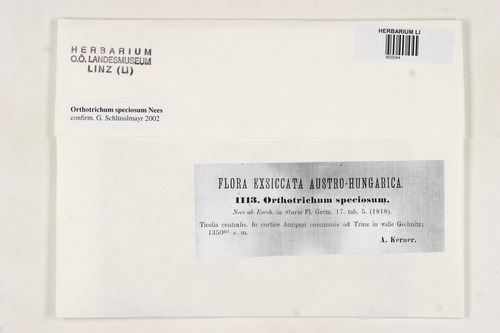 HERBARIUM
O.Ö. LANDESMUSEUM
LINZ (LI)
HERBARIUM LI
600044
Orthotrichum speciosum Nees
confirm. G. Schlüsslmayr 2002
FLORA EXSICCATA AUSTRO-HUNGARICA.
1113. Orthotrichum speciosum,
Nees ab Esenb. in Sturm Fl. Germ. 17. tab. 5. (1818).
Tirolia centralis. In cortice Juniperi communis ad Trins in valle Gschnitz;
1350 s. m.
A. Kerner.